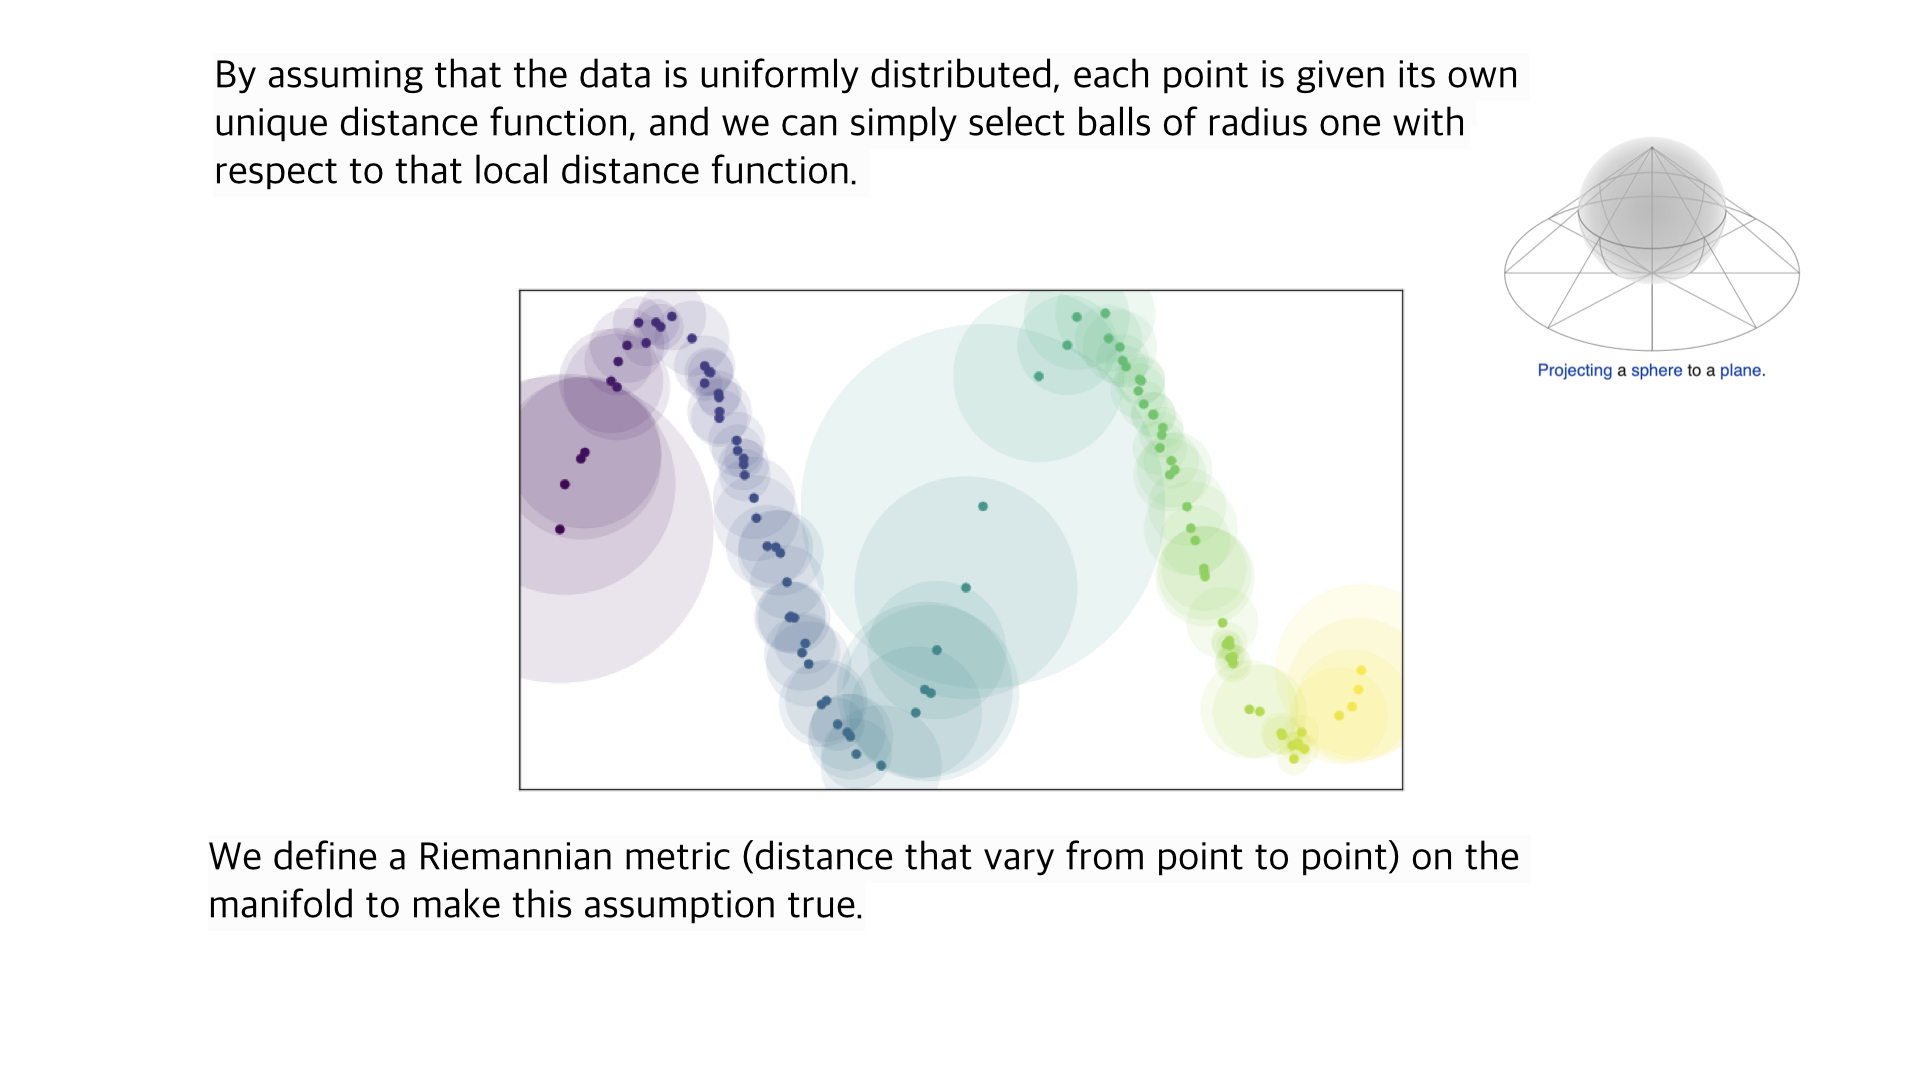 By assuming that the data is uniformly distributed, each point is given its own
unique distance function, and we can simply select balls of radius one with
respect to that local distance function.
Projecting a sphere to a plane.
We define a Riemannian metric (distance that vary from point to point) on the
manifold to make this assumption true.